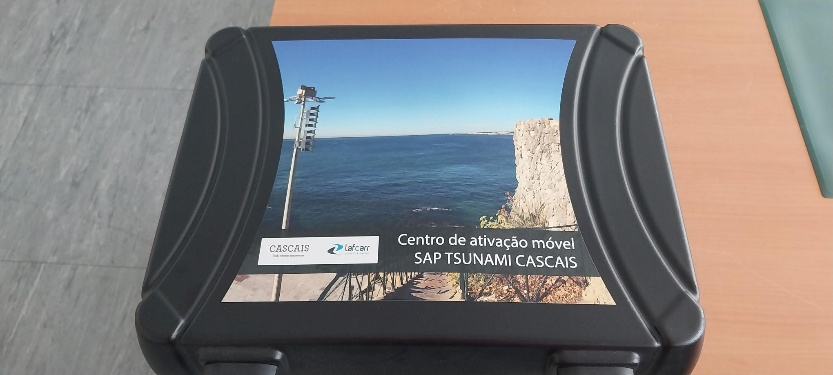 CASCAIS
Lafcarr
Centro de ativação móvel
SAP TSUNAMI CASCAIS